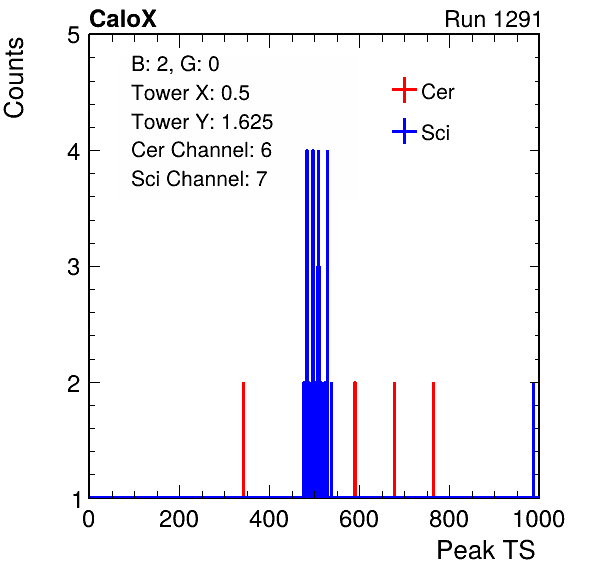 CaloX Run 1291
Counts
B: 2, G: 0
Tower X: 0.5
Tower Y: 1.625
Cer Channel: 6
Sci Channel: 7
Cer
Sci
5
4
3
2
1
0 200 400 600 800 1000
Peak TS